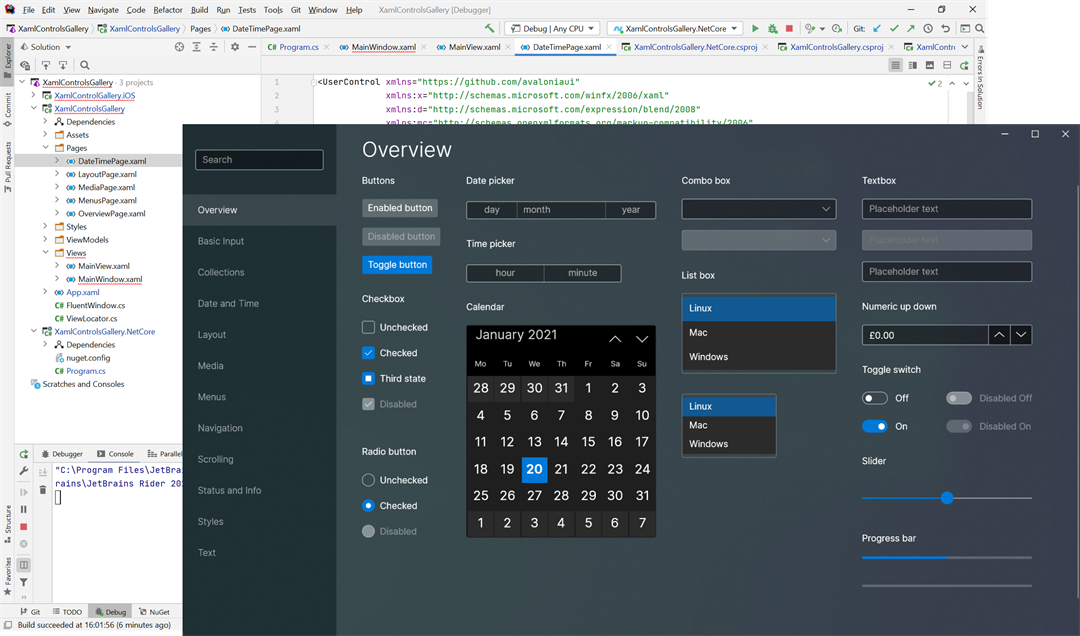 File Edit View Navigate Code Refactor Build Run Tests Tools Git Window Help XamlControlsGallery [Debugger]
XamlControlsGallery XamlControlsGallery Pages DateTimePage.xaml Debug | Any CPU XamlControlsGallery.NetCore Git:
Explorer Solution Program.cs MainWindow.xaml MainView.xaml DateTimePage.xaml XamlControlsGallery.NetCore.csproj XamlControlsGallery.csproj XamlContro
Errors In Solution
Commit
Pull Requests
XamlControlsGallery · 3 projects
XamlControlGallery.iOS
XamlControlsGallery
Dependencies
Assets
Pages
DateTimePage.xaml
LayoutPage.xaml
MediaPage.xaml
MenusPage.xaml
OverviewPage.xaml
Styles
ViewModels
Views
MainView.xaml
MainWindow.xaml
App.xaml
FluentWindow.cs
ViewLocator.cs
XamlControlsGallery.NetCore
Dependencies
nuget.config
Program.cs
Scratches and Consoles
1 <UserControl xmlns="https://github.com/avaloniaui" 2
2 xmlns:x="http://schemas.microsoft.com/winfx/2006/xaml"
3 xmlns:d="http://schemas.microsoft.com/expression/blend/2008"
4 xmlns:mc="http://schemas.openxmlformats.org/markup-compatibility/2006"
Search
Overview
Basic Input
Collections
Date and Time
Layout
Media
Menus
Navigation
Scrolling
Status and Info
Styles
Text
Overview
Buttons
Enabled button
Disabled button
Toggle button
Checkbox
Unchecked
Checked
Third state
Disabled
Radio button
Unchecked
Checked
Disabled
Date picker
day month year
Time picker
hour minute
Calendar
January 2021
Mo Tu We Th Fr Sa Su
28 29 30 31 1 2 3
4 5 6 7 8 9 10
11 12 13 14 15 16 17
18 19 20 21 22 23 24
25 26 27 28 29 30 31
1 2 3 4 5 6 7
Combo box
List box
Linux
Mac
Windows
Linux
Mac
Windows
Textbox
Placeholder text
Placeholder text
Placeholder text
Numeric up down
£0.00
Toggle switch
Off Disabled Off
On Disabled On
Slider
Progress bar
Debugger Console Parallel
"C:\Program Files\JetBrai
rains\JetBrains Rider 20
Structure
Favorites
Git TODO Debug NuGet
Build succeeded at 16:01:56 (6 minutes ago)